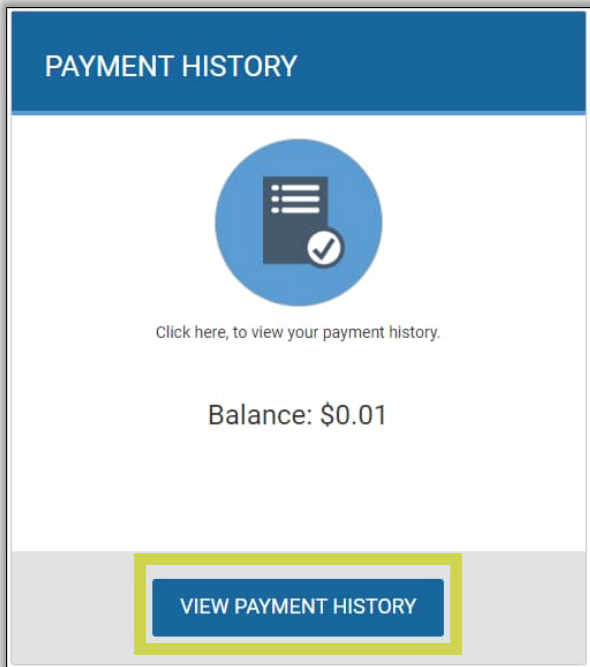 PAYMENT HISTORY
Click here, to view your payment history.
Balance: $0.01
VIEW PAYMENT HISTORY